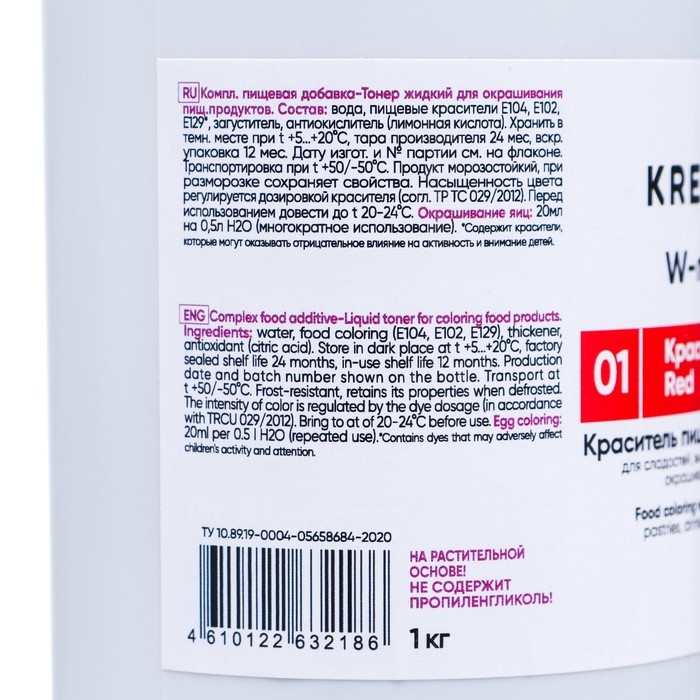 RU Компл. пищевая добавка-Тонер жидкий для окрашивания
пищ.продуктов. Состав: вода, пищевые красители Е104, Е102,
Е129*, загуститель, антиокислитель (лимонная кислота). Хранить в
темн. месте при t +5...+20°С, тара производителя 24 мес, вскр.
упаковка 12 мес. Дату изгот. и № партии см. на флаконе.
Транспортировка при t +50/-50°С. Продукт морозостойкий, при
разморозке сохраняет свойства. Насыщенность цвета
регулируется дозировкой красителя (согл. ТР ТС 029/2012). Перед
использованием довести до t 20-24°С. Окрашивание яиц: 20мл
на 0,5л Н2О (многократное использование). *Содержит красители,
которые могут оказывать отрицательное влияние на активность и внимание детей.
ENG Complex food additive-Liquid toner for coloring food products.
Ingredients: water, food coloring (E104, E102, E129), thickener,
antioxidant (citric acid). Store in dark place at t +5...+20°C, factory
sealed shelf life 24 months, in-use shelf life 12 months. Production
date and batch number shown on the bottle. Transport at
t +50/-50°C. Frost-resistant, retains its properties when defrosted.
The intensity of color is regulated by the dye dosage (in accordance
with TRCU 029/2012). Bring to at of 20-24°C before use. Egg coloring:
20ml per 0.5 l H2O (repeated use).*Contains dyes that may adversely affect
children's activity and attention.
ТУ 10.89.19-0004-05658684-2020
4 610122 632186
НА РАСТИТЕЛЬНОЙ
ОСНОВЕ!
НЕ СОДЕРЖИТ
ПРОПИЛЕНГЛИКОЛЬ!
1 кг
KRE
W-
01
Крас
Red
Краситель пи
для сладостей,
окраши
Food coloring
pastries,